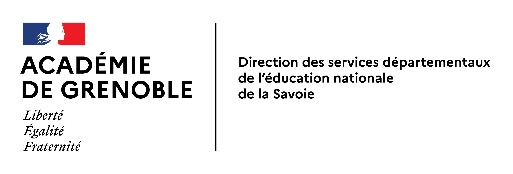 ACADÉMIE
DE GRENOBLE
Liberté
Égalité
Fraternité
Direction des services départementaux
de l'éducation nationale
de la Savoie